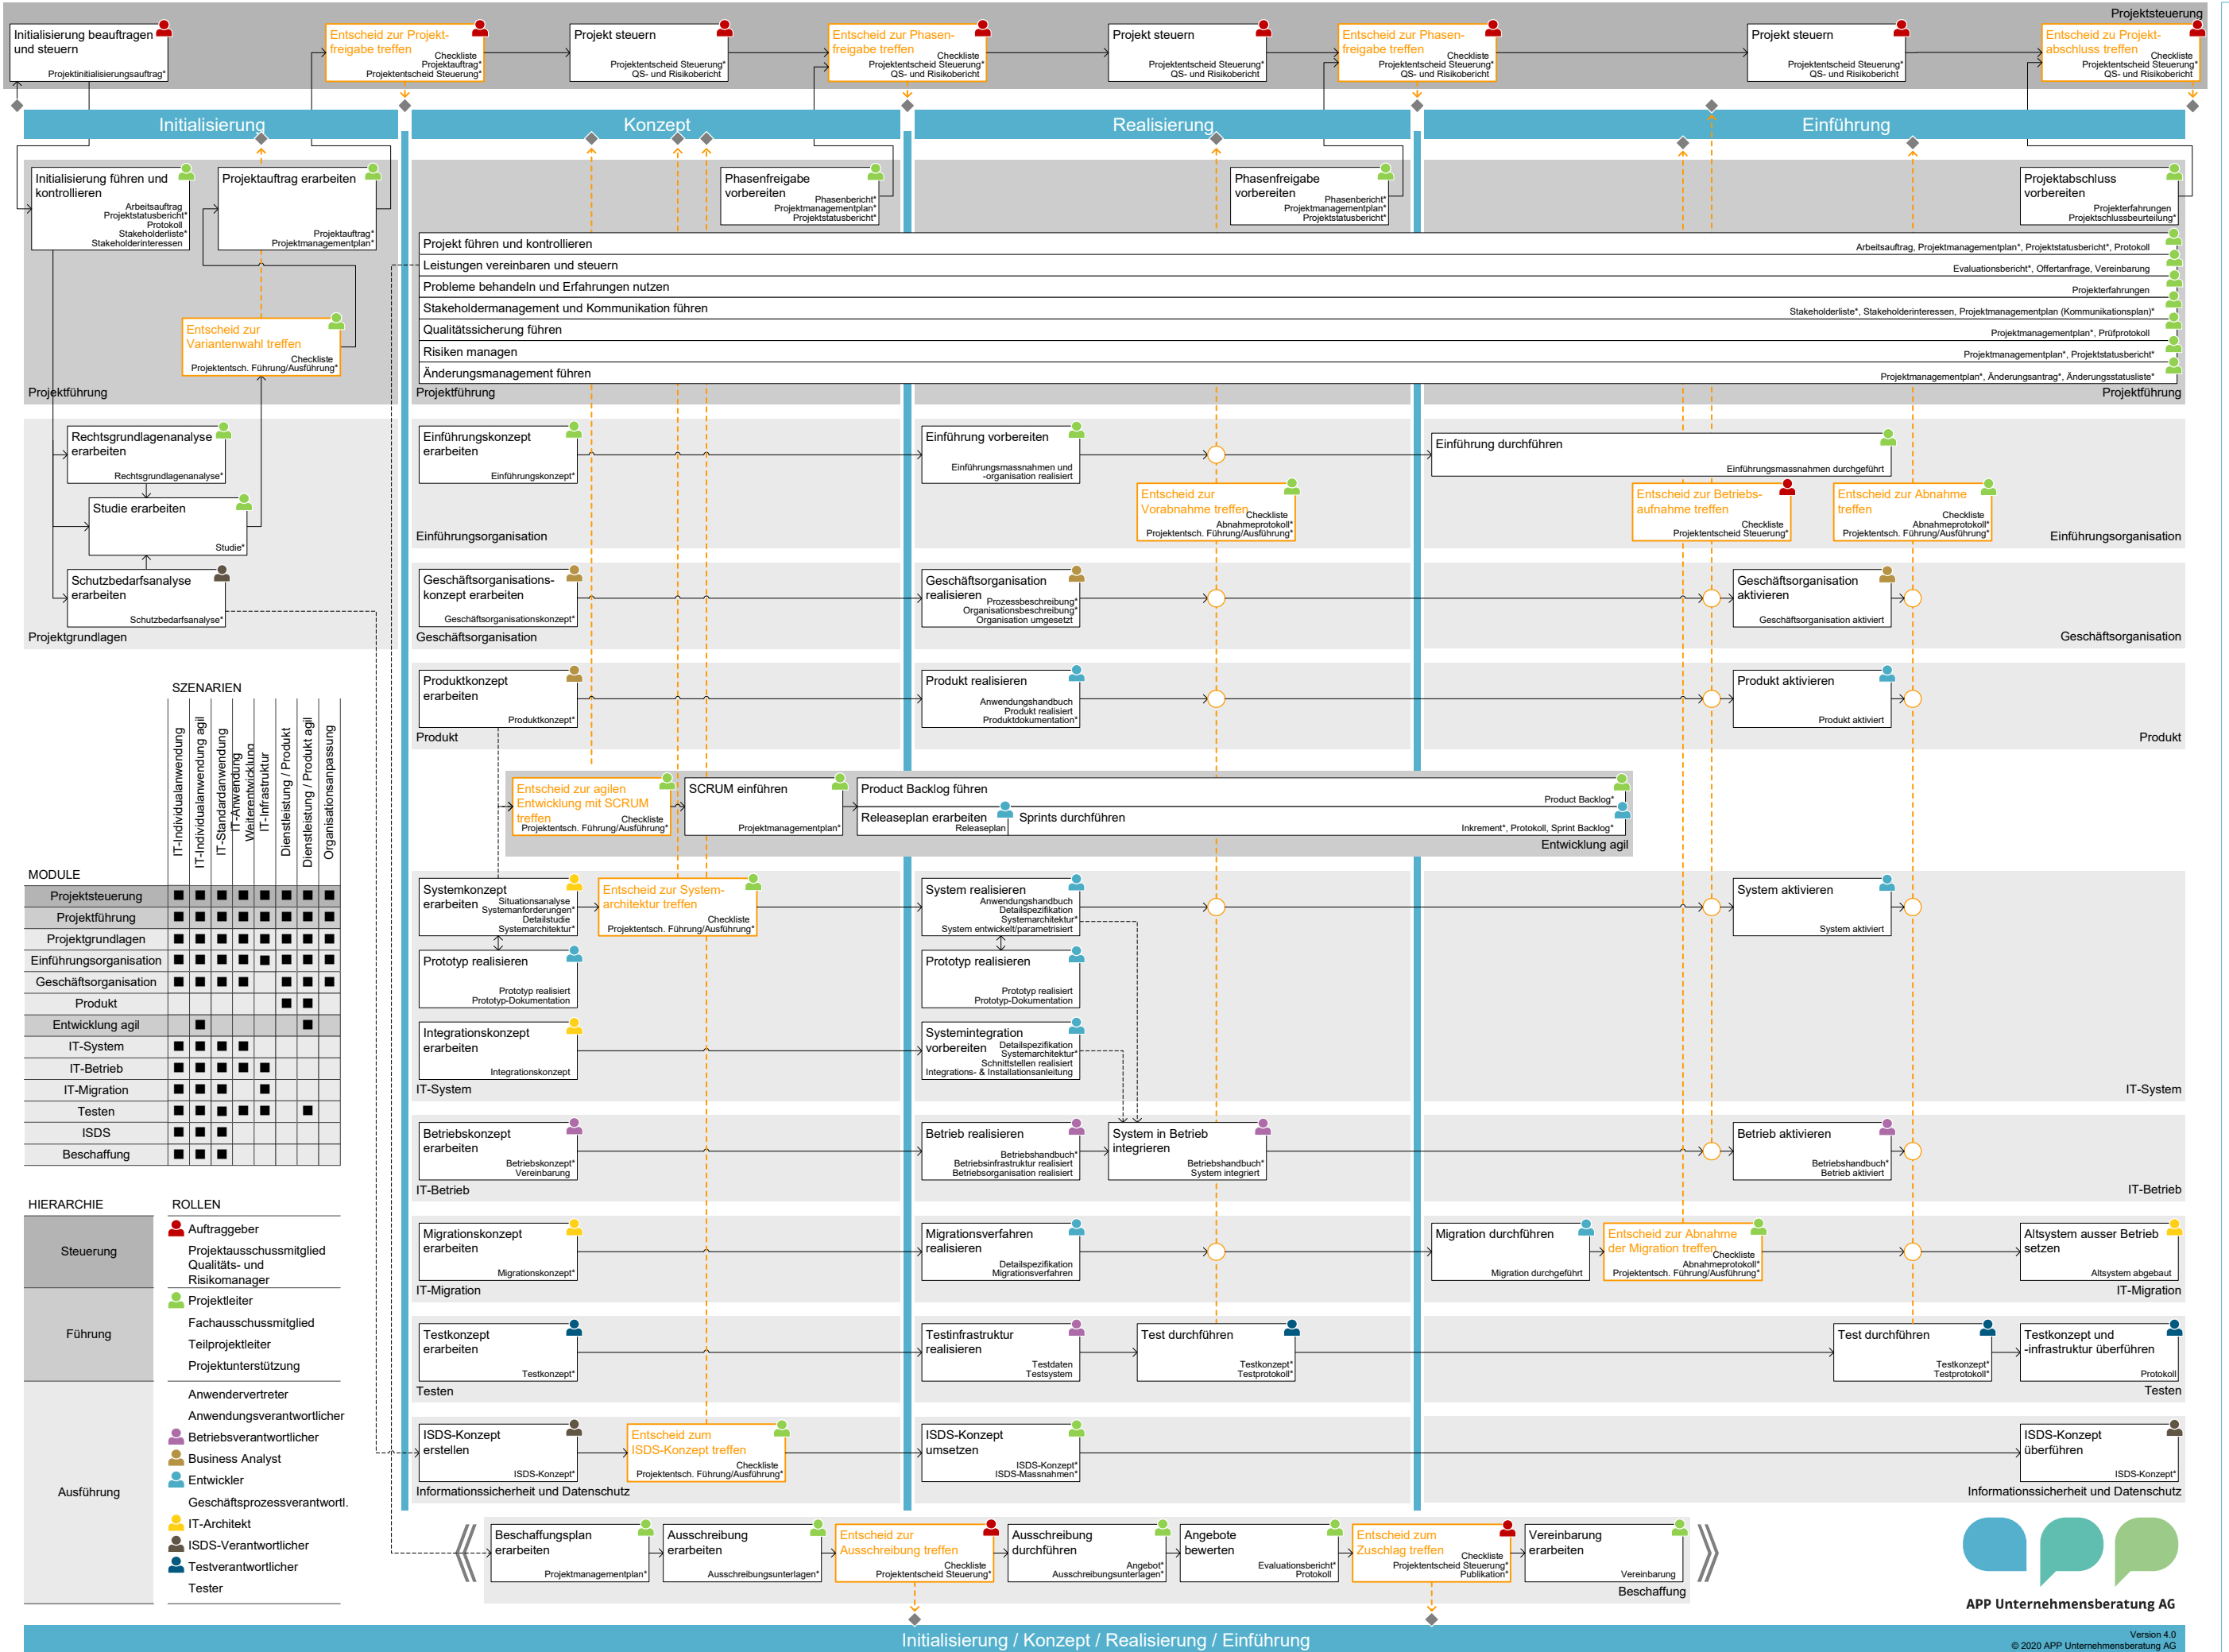 Projektsteuerung
Initialisierung beauftragen
und steuern
Projektinitialisierungsauftrag*
Entscheid zur Projekt-
freigabe treffen
Checkliste
Projektauftrag*
Projektentscheid Steuerung*
Projekt steuern
Projektentscheid Steuerung*
QS- und Risikobericht
Entscheid zur Phasen-
freigabe treffen
Checkliste
Projektentscheid Steuerung*
QS- und Risikobericht
Projekt steuern
Projektentscheid Steuerung*
QS- und Risikobericht
Entscheid zur Phasen-
freigabe treffen
Checkliste
Projektentscheid Steuerung*
QS- und Risikobericht
Projekt steuern
Projektentscheid Steuerung*
QS- und Risikobericht
Entscheid zu Projekt-
abschluss treffen
Checkliste
Projektentscheid Steuerung*
QS- und Risikobericht
Initialisierung
Konzept
Realisierung
Einführung
Initialisierung führen und
kontrollieren
Arbeitsauftrag
Projektstatusbericht*
Protokoll
Stakeholderliste*
Stakeholderinteressen
Projektauftrag erarbeiten
Projektauftrag*
Projektmanagementplan*
Phasenfreigabe
vorbereiten
Phasenbericht*
Projektmanagementplan*
Projektstatusbericht*
Phasenfreigabe
vorbereiten
Phasenbericht*
Projektmanagementplan*
Projektstatusbericht*
Projektabschluss
vorbereiten
Projekterfahrungen
Projektschlussbeurteilung*
Projekt führen und kontrollieren
Arbeitsauftrag, Projektmanagementplan*, Projektstatusbericht*, Protokoll
Leistungen vereinbaren und steuern
Evaluationsbericht*, Offertanfrage, Vereinbarung
Probleme behandeln und Erfahrungen nutzen
Projekterfahrungen
Stakeholdermanagement und Kommunikation führen
Stakeholderliste*, Stakeholderinteressen, Projektmanagementplan (Kommunikationsplan)*
Qualitätssicherung führen
Projektmanagementplan*, Prüfprotokoll
Risiken managen
Projektmanagementplan*, Projektstatusbericht*
Änderungsmanagement führen
Projektmanagementplan*, Änderungsantrag*, Änderungsstatusliste*
Entscheid zur
Variantenwahl treffen
Checkliste
Projektentsch. Führung/Ausführung*
Projektführung
Projektführung
Projektführung
Rechtsgrundlagenanalyse
erarbeiten
Rechtsgrundlagenanalyse*
Studie erarbeiten
Studie*
Schutzbedarfsanalyse
erarbeiten
Schutzbedarfsanalyse*
Projektgrundlagen
Einführungskonzept
erarbeiten
Einführungskonzept*
Einführung vorbereiten
Einführungsmassnahmen und
-organisation realisiert
Entscheid zur
Vorabnahme treffen
Checkliste
Abnahmeprotokoll*
Projektentsch. Führung/Ausführung*
Einführung durchführen
Einführungsmassnahmen durchgeführt
Entscheid zur Betriebs-
aufnahme treffen
Checkliste
Projektentscheid Steuerung*
Entscheid zur Abnahme
treffen
Checkliste
Abnahmeprotokoll*
Projektentsch. Führung/Ausführung*
Einführungsorganisation
Einführungsorganisation
Geschäftsorganisations-
konzept erarbeiten
Geschäftsorganisationskonzept*
Geschäftsorganisation
realisieren
Prozessbeschreibung*
Organisationsbeschreibung*
Organisation umgesetzt
Geschäftsorganisation
aktivieren
Geschäftsorganisation aktiviert
Geschäftsorganisation
Geschäftsorganisation
Produktkonzept
erarbeiten
Produktkonzept*
Produkt realisieren
Anwendungshandbuch
Produkt realisiert
Produktdokumentation*
Produkt aktivieren
Produkt aktiviert
Produkt
Produkt
Entscheid zur agilen
Entwicklung mit SCRUM
treffen
Checkliste
Projektentsch. Führung/Ausführung*
SCRUM einführen
Projektmanagementplan*
Product Backlog führen
Product Backlog*
Releaseplan erarbeiten
Releaseplan
Sprints durchführen
Inkrement*, Protokoll, Sprint Backlog*
Entwicklung agil
Systemkonzept
erarbeiten
Situationsanalyse
Systemanforderungen*
Detailstudie
Systemarchitektur*
Entscheid zur System-
architektur treffen
Checkliste
Projektentsch. Führung/Ausführung*
System realisieren
Anwendungshandbuch
Detailspezifikation
Systemarchitektur*
System entwickelt/parametrisiert
System aktivieren
System aktiviert
Prototyp realisieren
Prototyp realisiert
Prototyp-Dokumentation
Prototyp realisieren
Prototyp realisiert
Prototyp-Dokumentation
Integrationskonzept
erarbeiten
Integrationskonzept
Systemintegration
vorbereiten
Detailspezifikation
Systemarchitektur*
Schnittstellen realisiert
Integrations- & Installationsanleitung
IT-System
IT-System
Betriebskonzept
erarbeiten
Betriebskonzept*
Vereinbarung
Betrieb realisieren
Betriebshandbuch*
Betriebsinfrastruktur realisiert
Betriebsorganisation realisiert
System in Betrieb
integrieren
Betriebshandbuch*
System integriert
Betrieb aktivieren
Betriebshandbuch*
Betrieb aktiviert
IT-Betrieb
IT-Betrieb
Migrationskonzept
erarbeiten
Migrationskonzept*
Migrationsverfahren
realisieren
Detailspezifikation
Migrationsverfahren
Migration durchführen
Migration durchgeführt
Entscheid zur Abnahme
der Migration treffen
Checkliste
Abnahmeprotokoll*
Projektentsch. Führung/Ausführung*
Altsystem ausser Betrieb
setzen
Altsystem abgebaut
IT-Migration
IT-Migration
Testkonzept
erarbeiten
Testkonzept*
Testinfrastruktur
realisieren
Testdaten
Testsystem
Test durchführen
Testkonzept*
Testprotokoll*
Test durchführen
Testkonzept*
Testprotokoll*
Testkonzept und
-infrastruktur überführen
Protokoll
Testen
Testen
ISDS-Konzept
erstellen
ISDS-Konzept*
Entscheid zum
ISDS-Konzept treffen
Checkliste
Projektentsch. Führung/Ausführung*
ISDS-Konzept
umsetzen
ISDS-Konzept*
ISDS-Massnahmen*
ISDS-Konzept
überführen
ISDS-Konzept*
Informationssicherheit und Datenschutz
Informationssicherheit und Datenschutz
Beschaffungsplan
erarbeiten
Projektmanagementplan*
Ausschreibung
erarbeiten
Ausschreibungsunterlagen*
Entscheid zur
Ausschreibung treffen
Checkliste
Projektentscheid Steuerung*
Ausschreibung
durchführen
Angebot*
Ausschreibungsunterlagen*
Angebote
bewerten
Evaluationsbericht*
Protokoll
Entscheid zum
Zuschlag treffen
Checkliste
Projektentscheid Steuerung*
Publikation*
Vereinbarung
erarbeiten
Vereinbarung
Beschaffung
SZENARIEN
IT-Individualanwendung
IT-Individualanwendung agil
IT-Standardanwendung
IT-Anwendung
Weiterentwicklung
IT-Infrastruktur
Dienstleistung / Produkt
Dienstleistung / Produkt agil
Organisationsanpassung
MODULE
Projektsteuerung
Projektführung
Projektgrundlagen
Einführungsorganisation
Geschäftsorganisation
Produkt
Entwicklung agil
IT-System
IT-Betrieb
IT-Migration
Testen
ISDS
Beschaffung
HIERARCHIE
Steuerung
Führung
Ausführung
ROLLEN
Auftraggeber
Projektausschussmitglied
Qualitäts- und
Risikomanager
Projektleiter
Fachausschussmitglied
Teilprojektleiter
Projektunterstützung
Anwendervertreter
Anwendungsverantwortlicher
Betriebsverantwortlicher
Business Analyst
Entwickler
Geschäftsprozessverantwortl.
IT-Architekt
ISDS-Verantwortlicher
Testverantwortlicher
Tester
APP Unternehmensberatung AG
Initialisierung / Konzept / Realisierung / Einführung
Version 4.0
© 2020 APP Unternehmensberatung AG